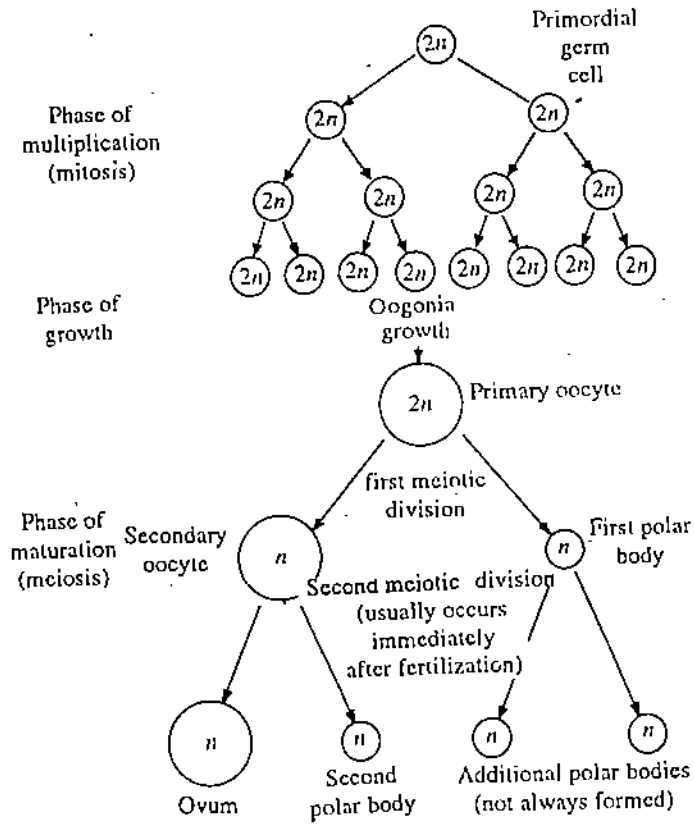 2n
Primordial
germ
cell
Phase of
multiplication
(mitosis)
2n
2n
2n
2n
2n
2n
2n
2n
2n
2n
2n
2n
2n
2n
Phase of
growth
Oogonia
growth
2n
Primary oocyte
first meiotic
division
Phase of
maturation
(meiosis)
Secondary
oocyte
n
n
First polar
body
Second meiotic division
(usually occurs
immediately
after fertilization)
n
n
n
n
Ovum
Second
polar body
Additional polar bodies
(not always formed)